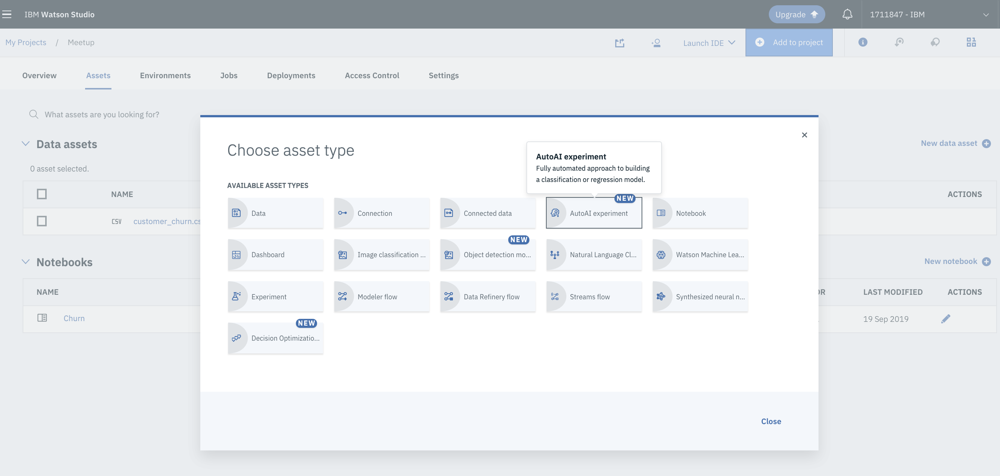 IBM Watson Studio
Upgrade
1711847 - IBM
My Projects / Meetup
Launch IDE
Add to project
Overview
Assets
Environments
Jobs
Deployments
Access Control
Settings
What assets are you looking for?
Data assets
New data asset
0 asset selected.
NAME
ACTIONS
CSV
customer_churn.cs
Notebooks
New notebook
NAME
OR
LAST MODIFIED
ACTIONS
Churn
19 Sep 2019
Choose asset type
AutoAI experiment
Fully automated approach to building
a classification or regression model.
AVAILABLE ASSET TYPES
Data
Connection
Connected data
NEW
AutoAI experiment
Notebook
Dashboard
Image classification ...
NEW
Object detection mo...
Natural Language Cl...
Watson Machine Lea...
Experiment
Modeler flow
Data Refinery flow
Streams flow
Synthesized neural n...
NEW
Decision Optimizatio...
Close